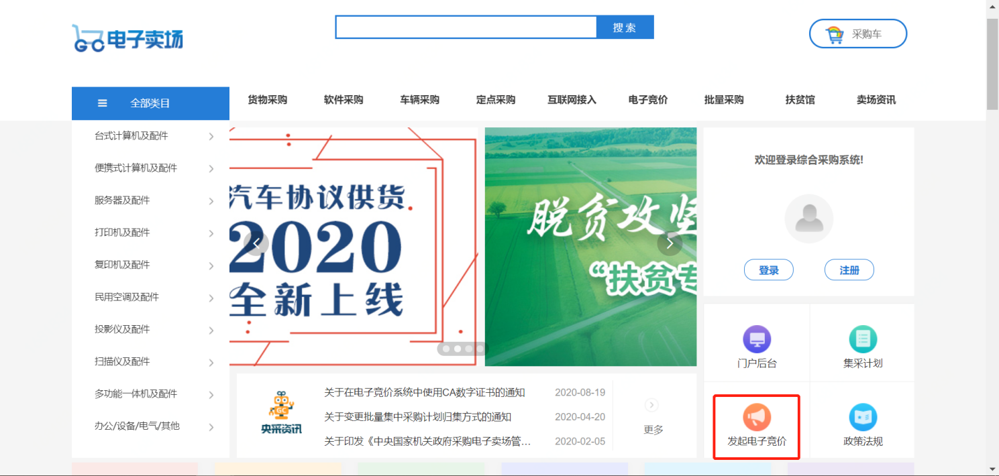 电子卖场
搜索
采购车
全部类目
货物采购
软件采购
车辆采购
定点采购
互联网接入
电子竞价
批量采购
扶贫馆
卖场资讯
台式计算机及配件
便携式计算机及配件
服务器及配件
打印机及配件
复印机及配件
民用空调及配件
投影仪及配件
扫描仪及配件
多功能一体机及配件
办公/设备/电气/其他
汽车协议供货
2020
全新上线
脱贫攻坚
“扶贫专
欢迎登录综合采购系统!
登录
注册
门户后台
集采计划
发起电子竞价
政策法规
GC
央采资讯
关于在电子竞价系统中使用CA数字证书的通知 2020-08-19
关于变更批量集中采购计划归集方式的通知 2020-04-20
关于印发《中央国家机关政府采购电子卖场管... 2020-02-05
更多